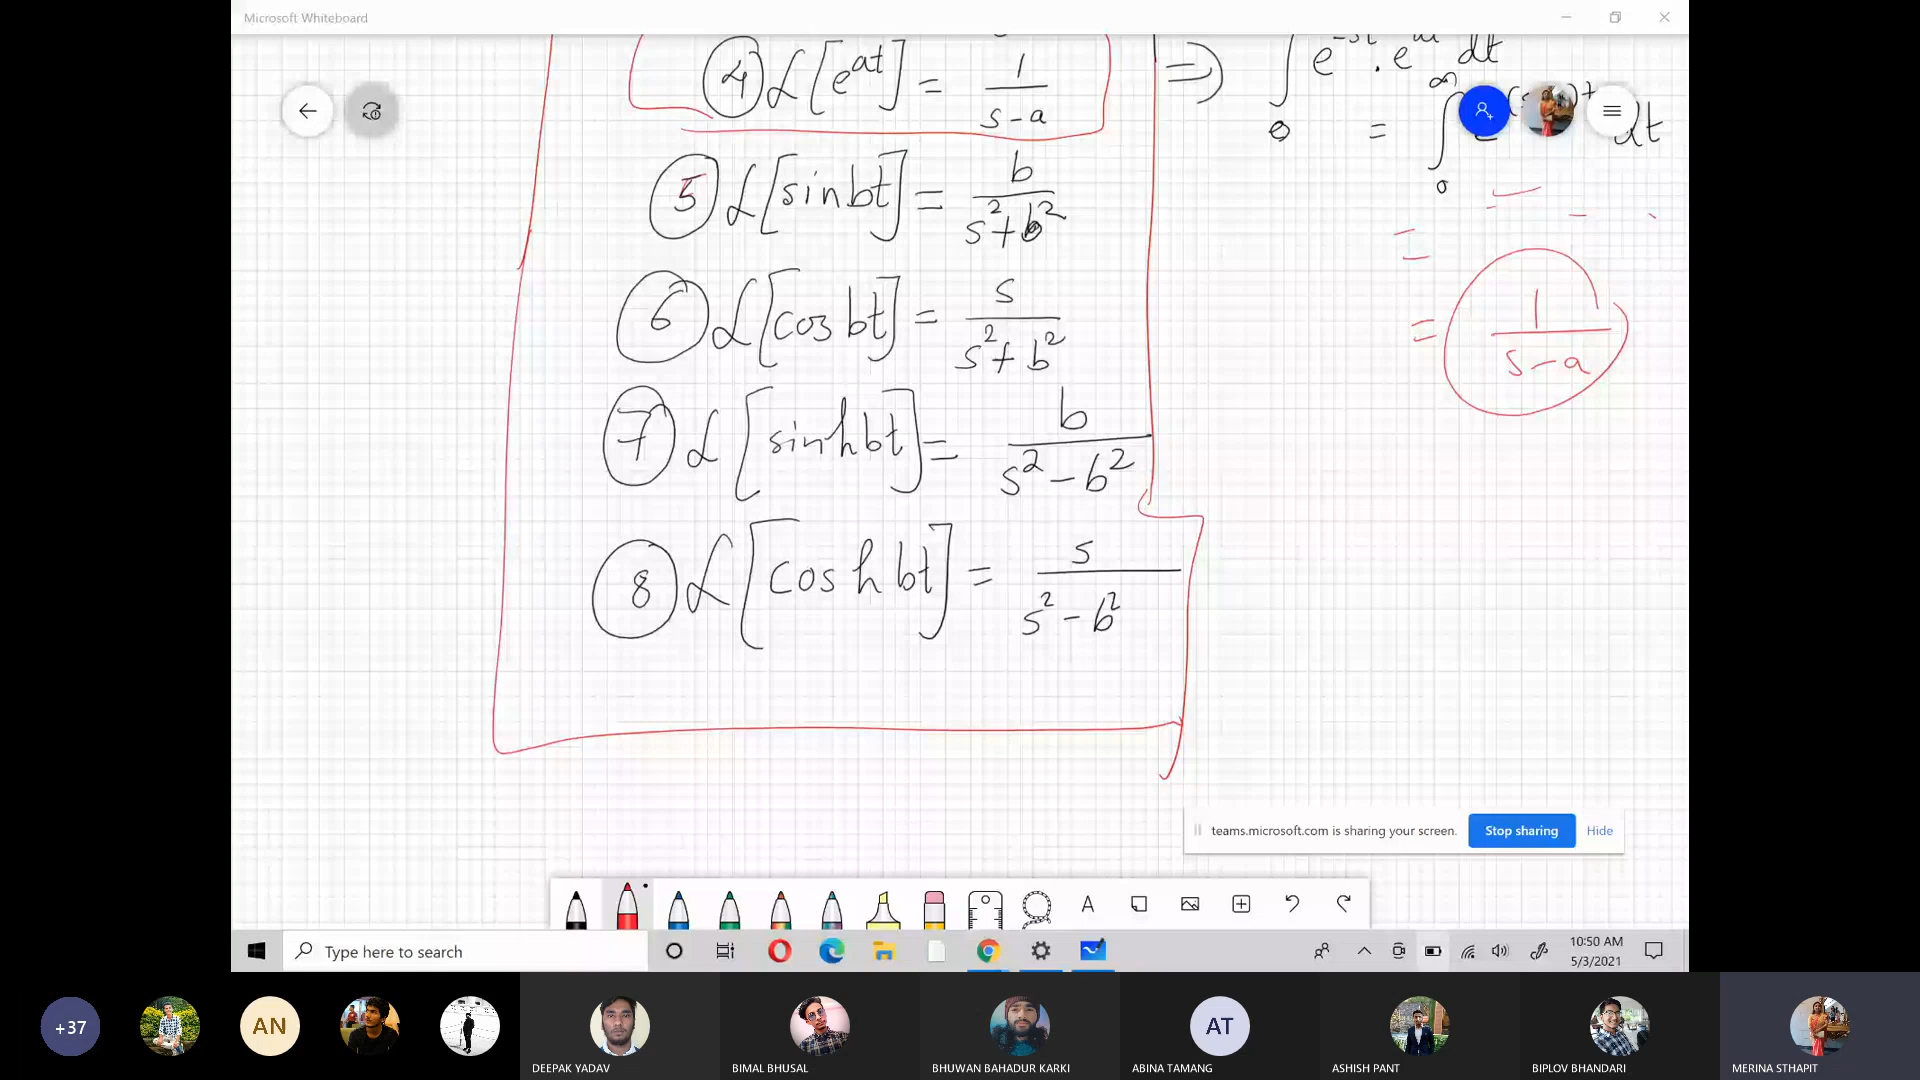 Microsoft Whiteboard
④ ℒ[e^{at}] = 1/(s-a)
⑤ ℒ[sin bt] = b/(s²+b²)
⑥ ℒ[cos bt] = s/(s²+b²)
⑦ ℒ[sinh bt] = b/(s²-b²)
⑧ ℒ[cosh bt] = s/(s²-b²)
⇒ ∫ e^{-st} . e dt
0
= ∫ ∞ 0 dt
=
= 1/(s-a)
teams.microsoft.com is sharing your screen.
Stop sharing
Hide
A
Type here to search
10:50 AM
5/3/2021
+37
AN
AT
DEEPAK YADAV
BIMAL BHUSAL
BHUWAN BAHADUR KARKI
ABINA TAMANG
ASHISH PANT
BIPLOV BHANDARI
MERINA STHAPIT